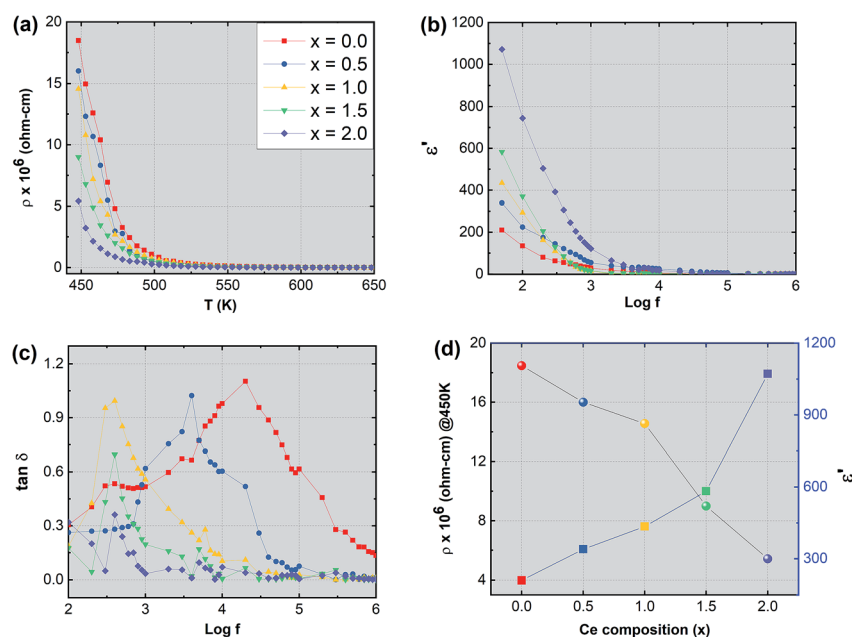 (a)
ρ x 10⁶ (ohm-cm)
20
15
10
5
0
450 500 550 600 650
T (K)
x = 0.0
x = 0.5
x = 1.0
x = 1.5
x = 2.0
(b)
ε'
1200
1000
800
600
400
200
0
2 3 4 5 6
Log f
(c)
tan δ
1.2
0.9
0.6
0.3
0.0
2 3 4 5 6
Log f
(d)
ρ x 10⁶ (ohm-cm) @450K
20
18
16
14
12
10
8
6
4
1200
900
600
300
ε'
0.0 0.5 1.0 1.5 2.0
Ce composition (x)